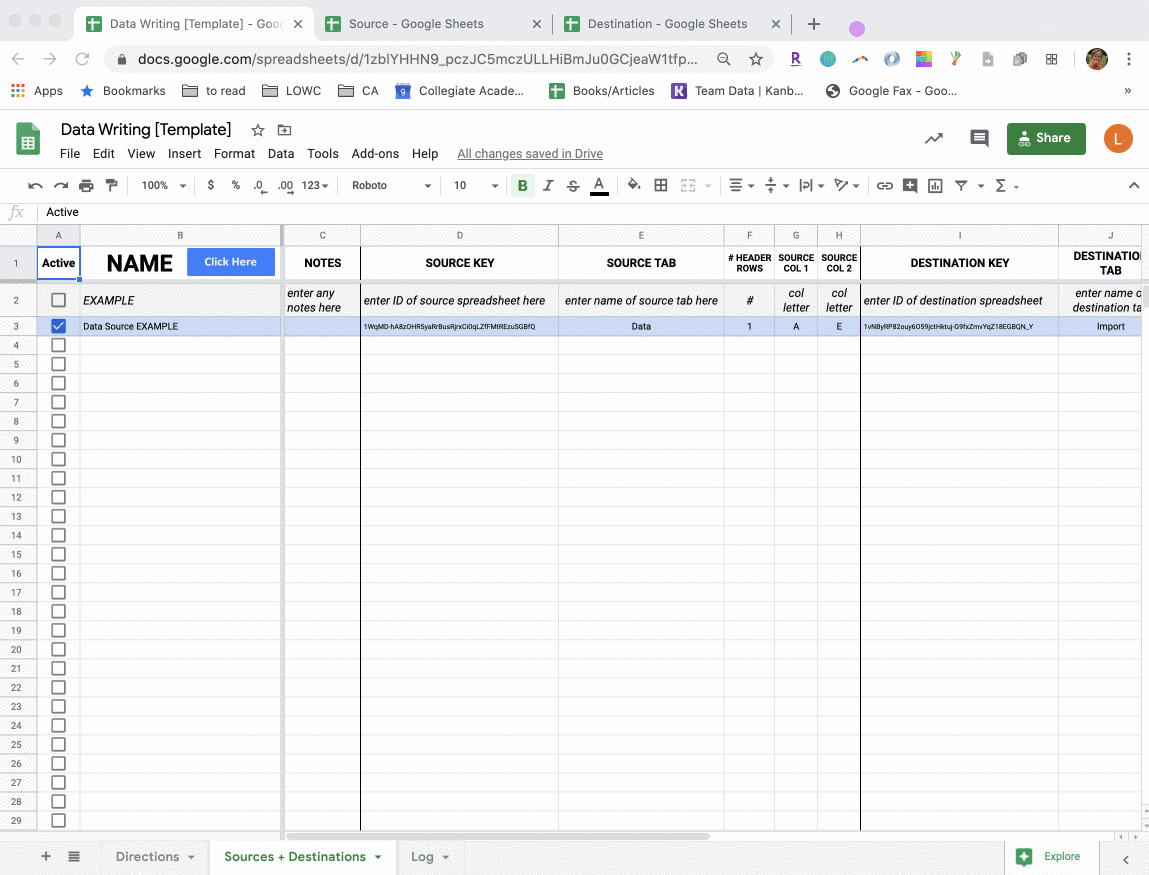 Data Writing [Template] - Goo
Source - Google Sheets
Destination - Google Sheets
docs.google.com/spreadsheets/d/1zblYHHN9_pczJC5mczULLHiBmJu0GCjeaW1tfp...
Apps
Bookmarks
to read
LOWC
CA
9
Collegiate Acade...
Books/Articles
K
Team Data | Kanb...
Google Fax - Goo...
»
Data Writing [Template]
File Edit View Insert Format Data Tools Add-ons Help All changes saved in Drive
Share
L
100% $ % .0 .00 123 Roboto 10 B I S A
fx Active
A B C D E F G H I J
1 Active NAME Click Here NOTES SOURCE KEY SOURCE TAB # HEADER ROWS SOURCE COL 1 SOURCE COL 2 DESTINATION KEY DESTINATIO TAB
2 EXAMPLE enter any notes here enter ID of source spreadsheet here enter name of source tab here # col letter col letter enter ID of destination spreadsheet enter name o destination ta
3 Data Source EXAMPLE 1WqMD-hA8zOHRSyaRrBusRjrxCi0qLZfFMtREzuSGBfQ Data 1 A E 1vNByRP82ouy6O59jctHktuj-G9fxZmvYqZ18EGBQN_Y Import
4
5
6
7
8
9
10
11
12
13
14
15
16
17
18
19
20
21
22
23
24
25
26
27
28
29
Directions
Sources + Destinations
Log
Explore